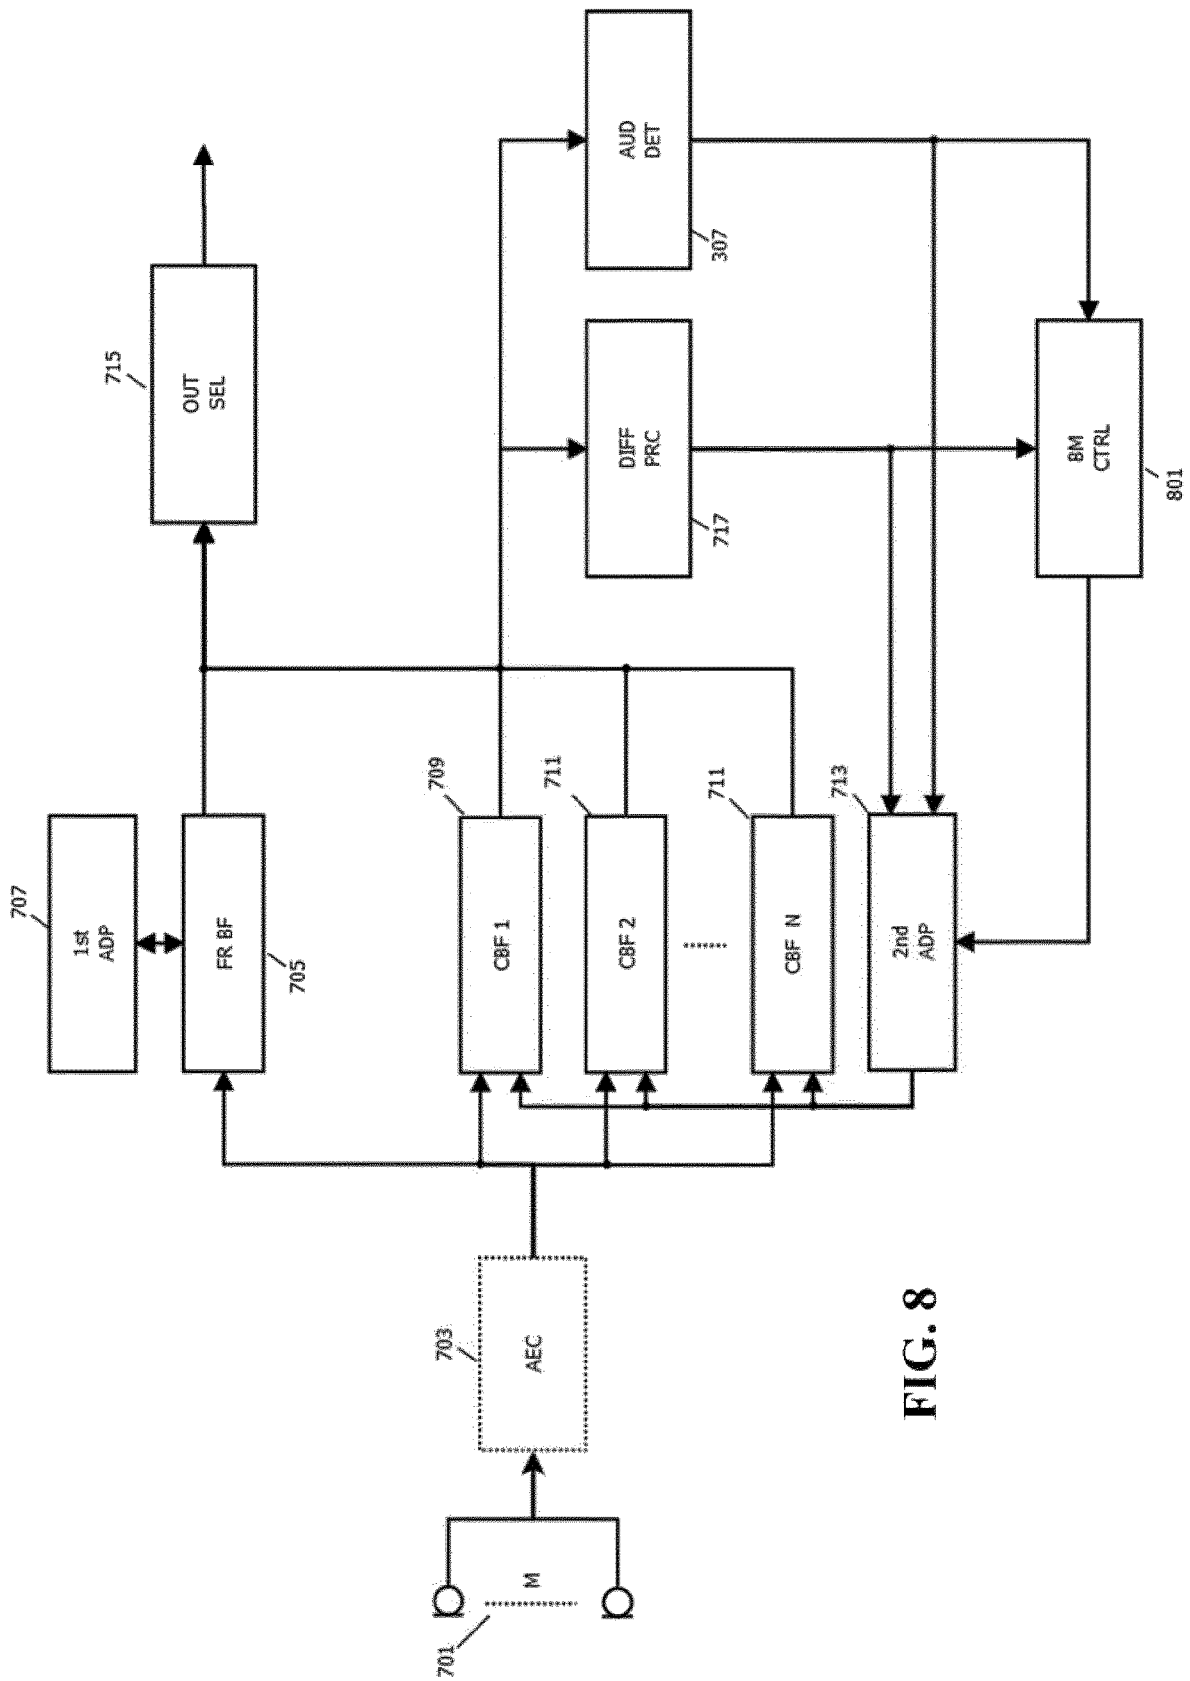 701
M
703
AEC
707
1st
ADP
FR BF
705
709
CBF 1
711
CBF 2
711
CBF N
713
2nd
ADP
715
OUT
SEL
DIFF
PRC
717
AUD
DET
307
BM
CTRL
801
FIG. 8